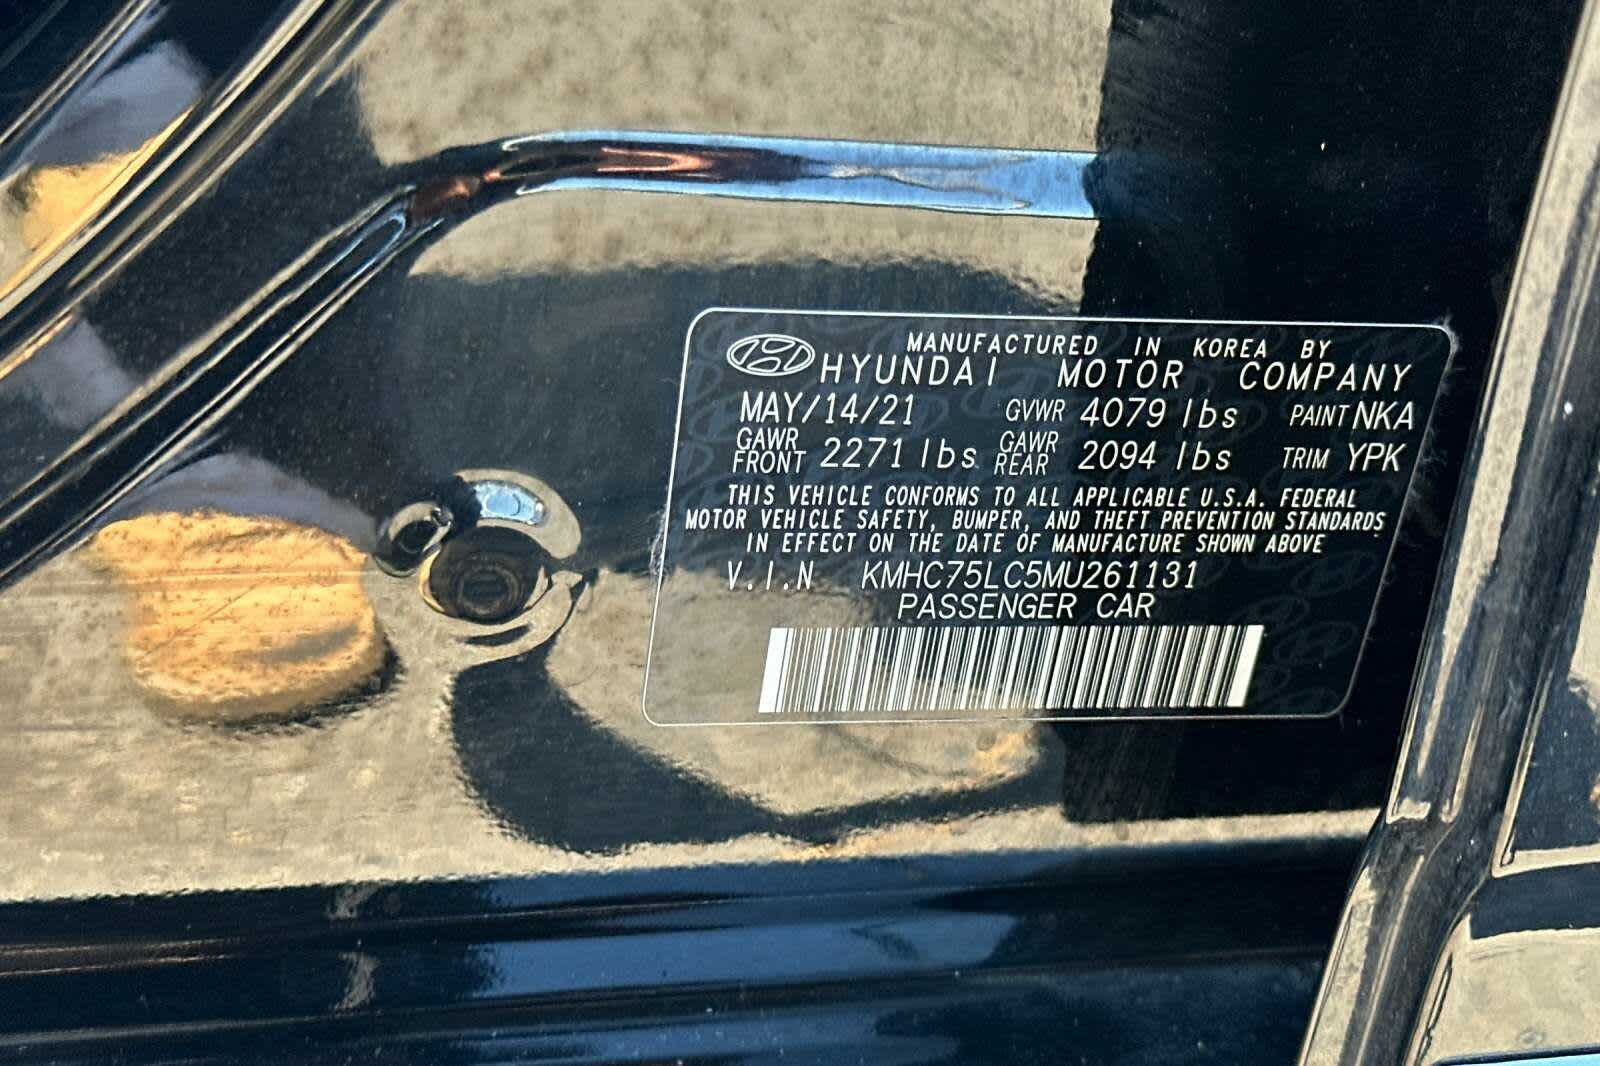 MANUFACTURED IN KOREA BY
HYUNDAI MOTOR COMPANY
MAY/14/21 GVWR 4079 lbs PAINT NKA
GAWR FRONT 2271 lbs GAWR REAR 2094 lbs TRIM YPK
THIS VEHICLE CONFORMS TO ALL APPLICABLE U.S.A. FEDERAL
MOTOR VEHICLE SAFETY, BUMPER, AND THEFT PREVENTION STANDARDS
IN EFFECT ON THE DATE OF MANUFACTURE SHOWN ABOVE
V.I.N KMHC75LC5MU261131
PASSENGER CAR